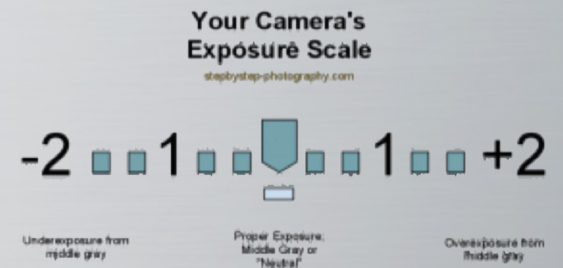 Your Camera's
Exposure Scale
stepbystep-photography.com
-2 1 1 +2
Underexposure from
middle gray
Proper Exposure:
Middle Gray or
"Neutral"
Overexposure from
middle gray